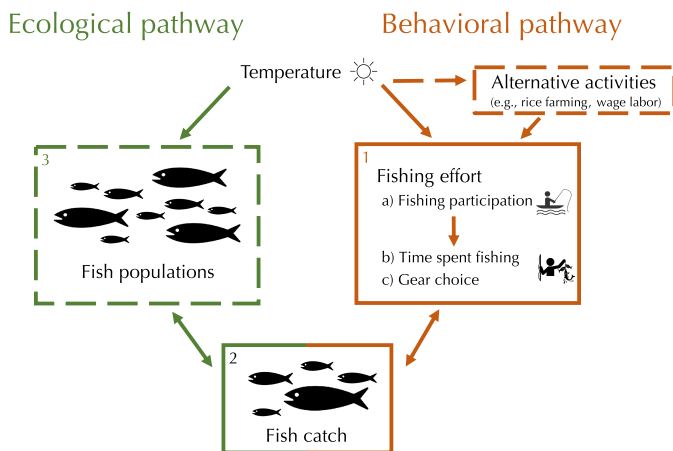 Ecological pathway
Behavioral pathway
Temperature
Alternative activities
(e.g., rice farming, wage labor)
3
Fish populations
1
Fishing effort
a) Fishing participation
b) Time spent fishing
c) Gear choice
2
Fish catch